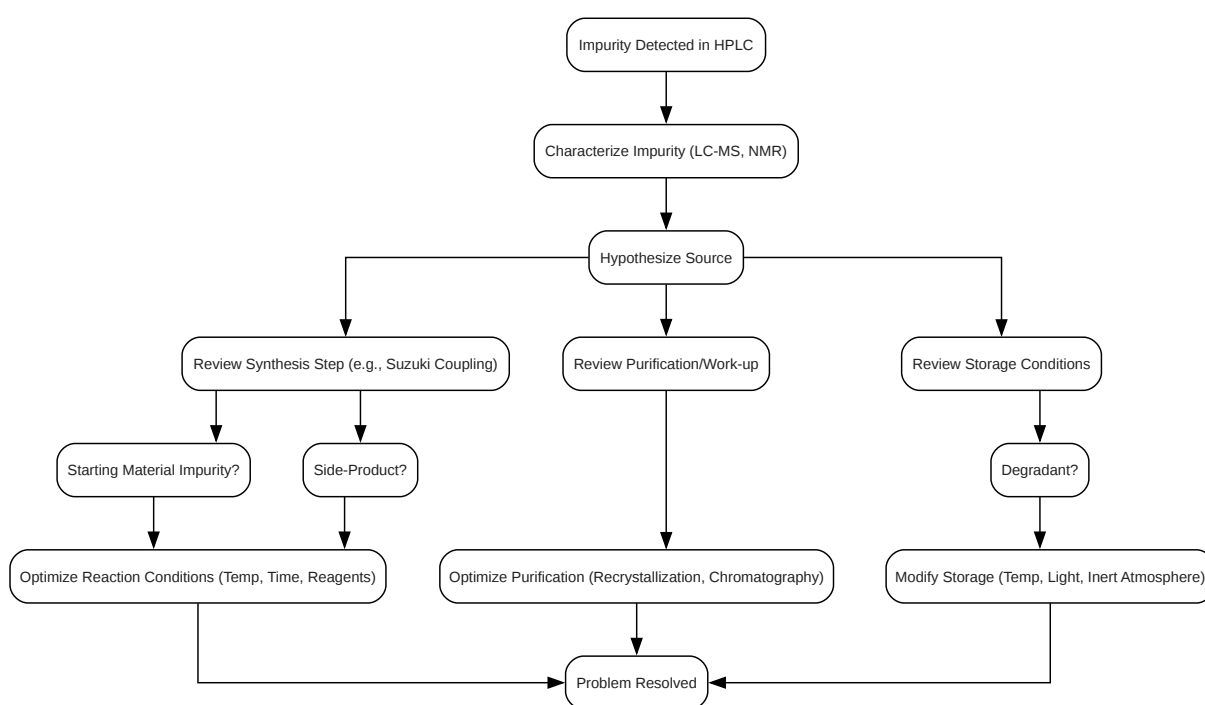 Impurity Detected in HPLC
Characterize Impurity (LC-MS, NMR)
Hypothesize Source
Review Synthesis Step (e.g., Suzuki Coupling)
Review Purification/Work-up
Review Storage Conditions
Starting Material Impurity?
Side-Product?
Degradant?
Optimize Reaction Conditions (Temp, Time, Reagents)
Optimize Purification (Recrystallization, Chromatography)
Modify Storage (Temp, Light, Inert Atmosphere)
Problem Resolved